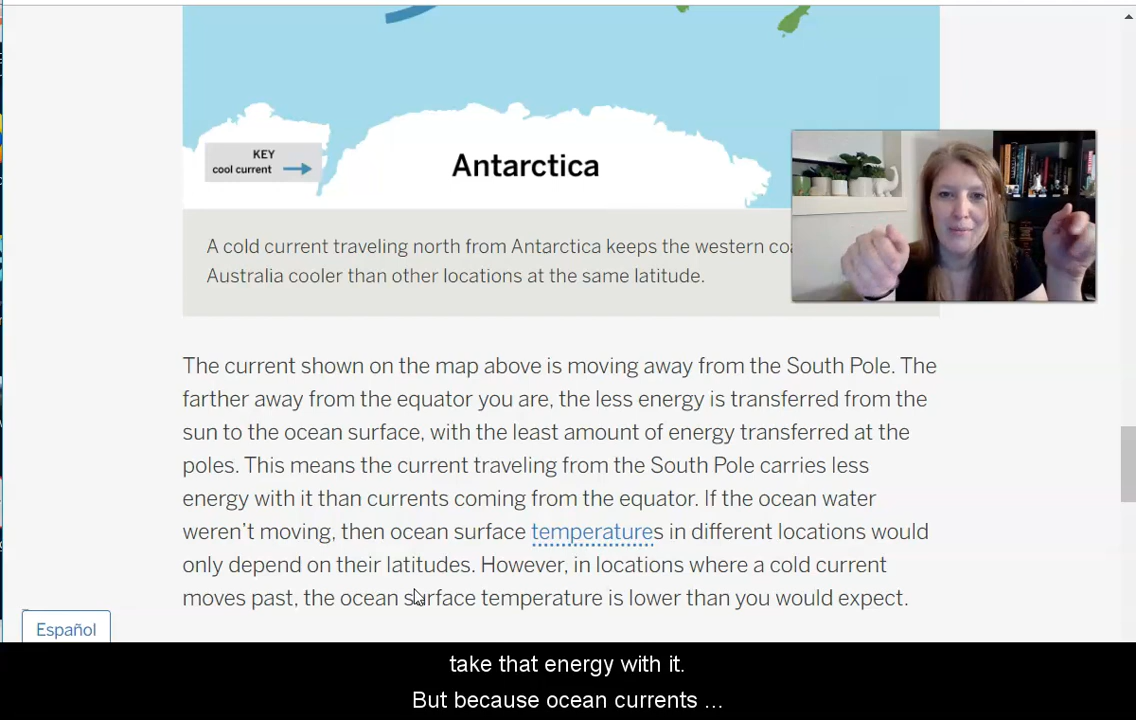 KEY
cool current
Antarctica
A cold current traveling north from Antarctica keeps the western
Australia cooler than other locations at the same latitude.
The current shown on the map above is moving away from the South Pole. The
farther away from the equator you are, the less energy is transferred from the
sun to the ocean surface, with the least amount of energy transferred at the
poles. This means the current traveling from the South Pole carries less
energy with it than currents coming from the equator. If the ocean water
weren't moving, then ocean surface temperatures in different locations would
only depend on their latitudes. However, in locations where a cold current
moves past, the ocean surface temperature is lower than you would expect.
Español
take that energy with it.
But because ocean currents ...